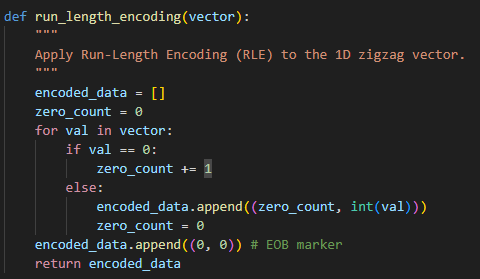 def run_length_encoding(vector):
    """
    Apply Run-Length Encoding (RLE) to the 1D zigzag vector.
    """
    encoded_data = []
    zero_count = 0
    for val in vector:
        if val == 0:
            zero_count += 1
        else:
            encoded_data.append((zero_count, int(val)))
            zero_count = 0
    encoded_data.append((0, 0)) # EOB marker
    return encoded_data